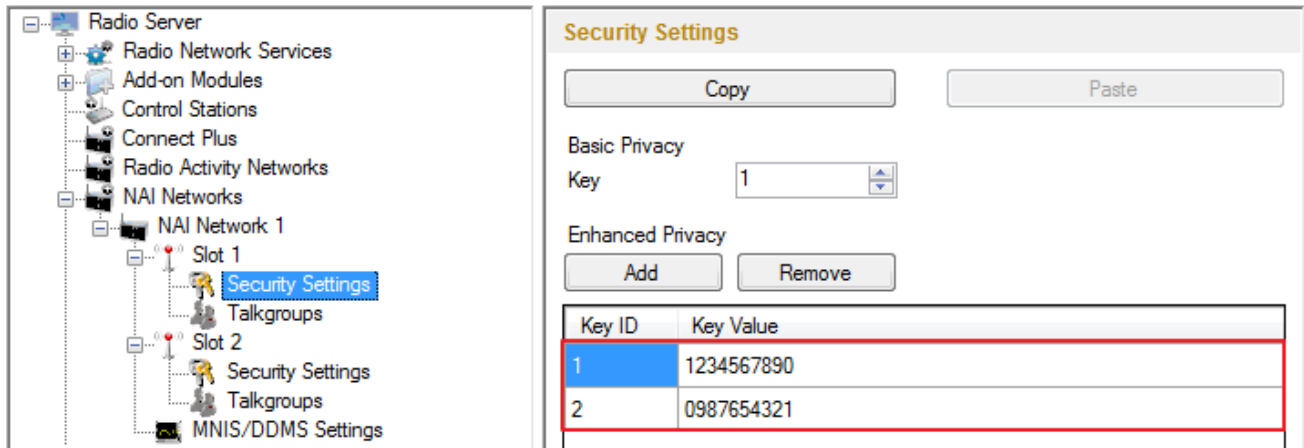 Radio Server
Radio Network Services
Add-on Modules
Control Stations
Connect Plus
Radio Activity Networks
NAI Networks
NAI Network 1
Slot 1
Security Settings
Talkgroups
Slot 2
Security Settings
Talkgroups
MNIS/DDMS Settings
Security Settings
Copy Paste
Basic Privacy
Key 1
Enhanced Privacy
Add Remove
Key ID Key Value
1 1234567890
2 0987654321